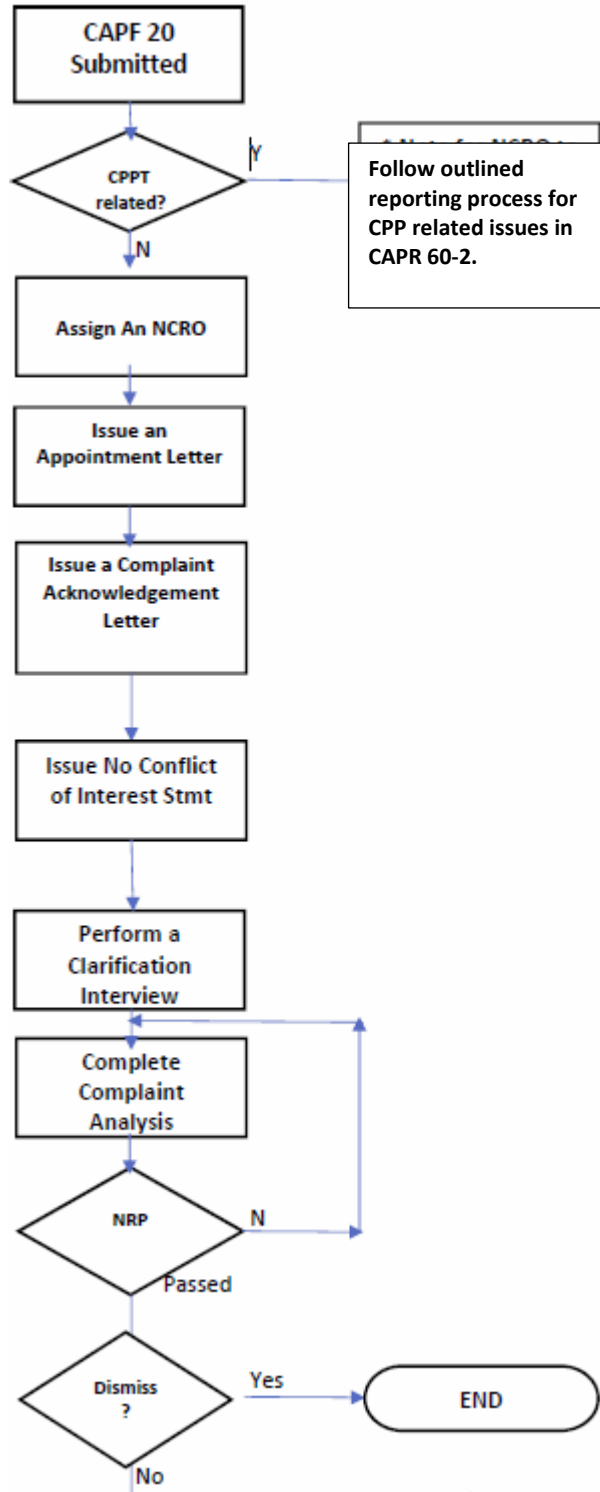 CAPF 20
Submitted
CPPT
related?
Y
Follow outlined
reporting process for
CPP related issues in
CAPR 60-2.
N
Assign An NCRO
Issue an
Appointment Letter
Issue a Complaint
Acknowledgement
Letter
Issue No Conflict
of Interest Stmt
Perform a
Clarification
Interview
Complete
Complaint
Analysis
NRP
N
Passed
Dismiss
?
Yes
END
No